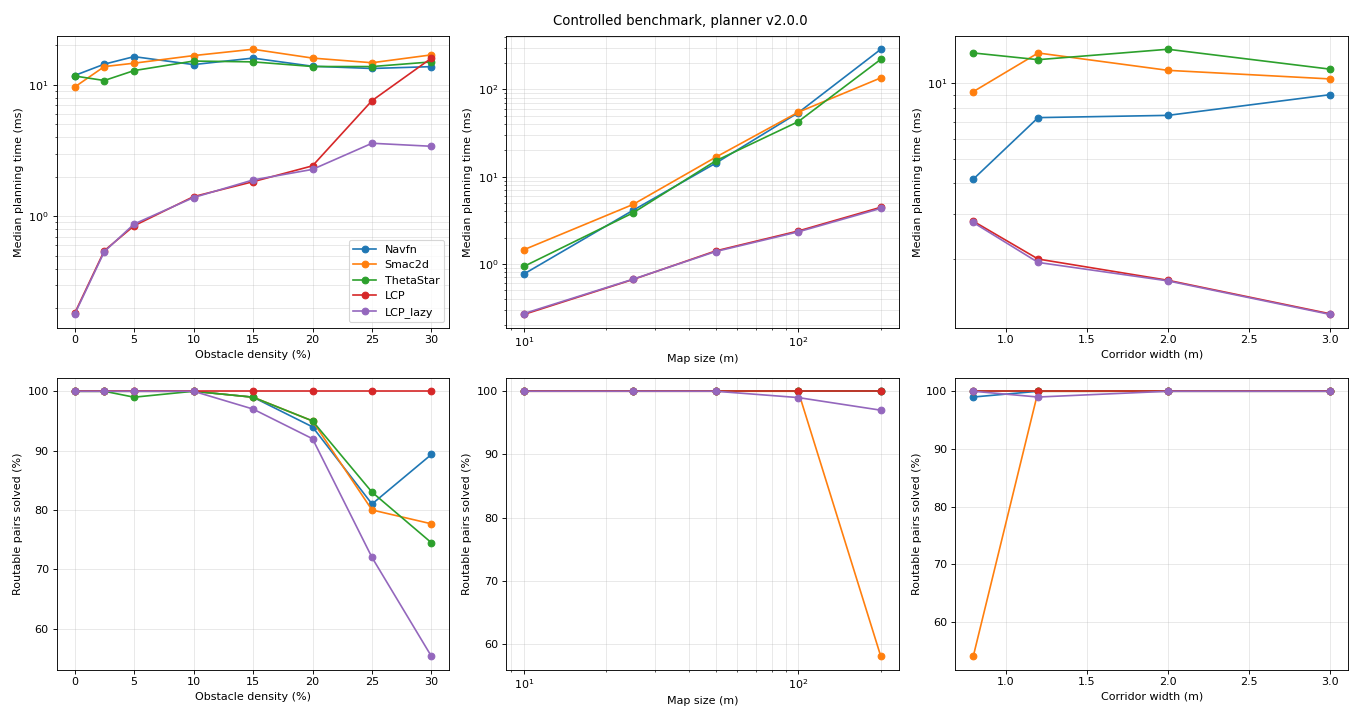 Controlled benchmark, planner v2.0.0
Median planning time (ms)
10¹
10⁰
0 5 10 15 20 25 30
Obstacle density (%)
Navfn
Smac2d
ThetaStar
LCP
LCP_lazy
Median planning time (ms)
10²
10¹
10⁰
10¹ 10²
Map size (m)
Median planning time (ms)
10¹
1.0 1.5 2.0 2.5 3.0
Corridor width (m)
Routable pairs solved (%)
100
90
80
70
60
0 5 10 15 20 25 30
Obstacle density (%)
Routable pairs solved (%)
100
90
80
70
60
10¹ 10²
Map size (m)
Routable pairs solved (%)
100
90
80
70
60
1.0 1.5 2.0 2.5 3.0
Corridor width (m)